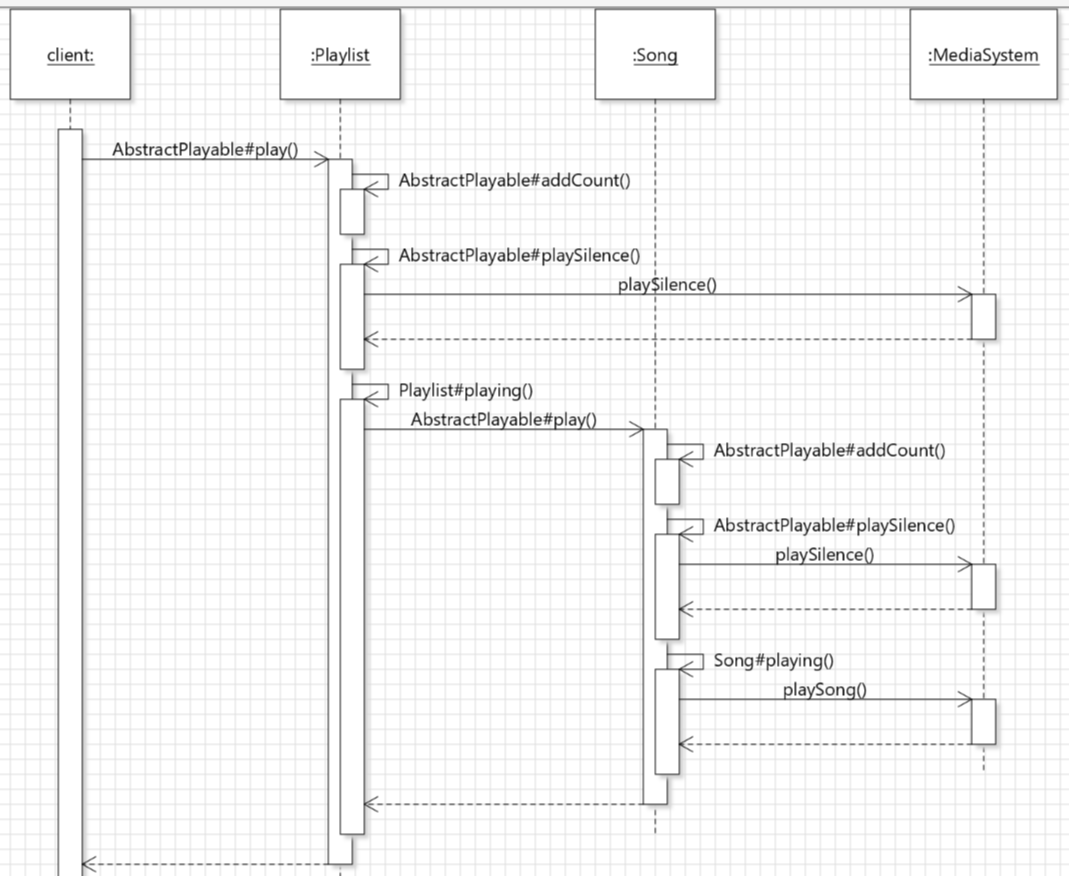 client:
:Playlist
:Song
:MediaSystem
AbstractPlayable#play()
AbstractPlayable#addCount()
AbstractPlayable#playSilence()
playSilence()
Playlist#playing()
AbstractPlayable#play()
AbstractPlayable#addCount()
AbstractPlayable#playSilence()
playSilence()
Song#playing()
playSong()